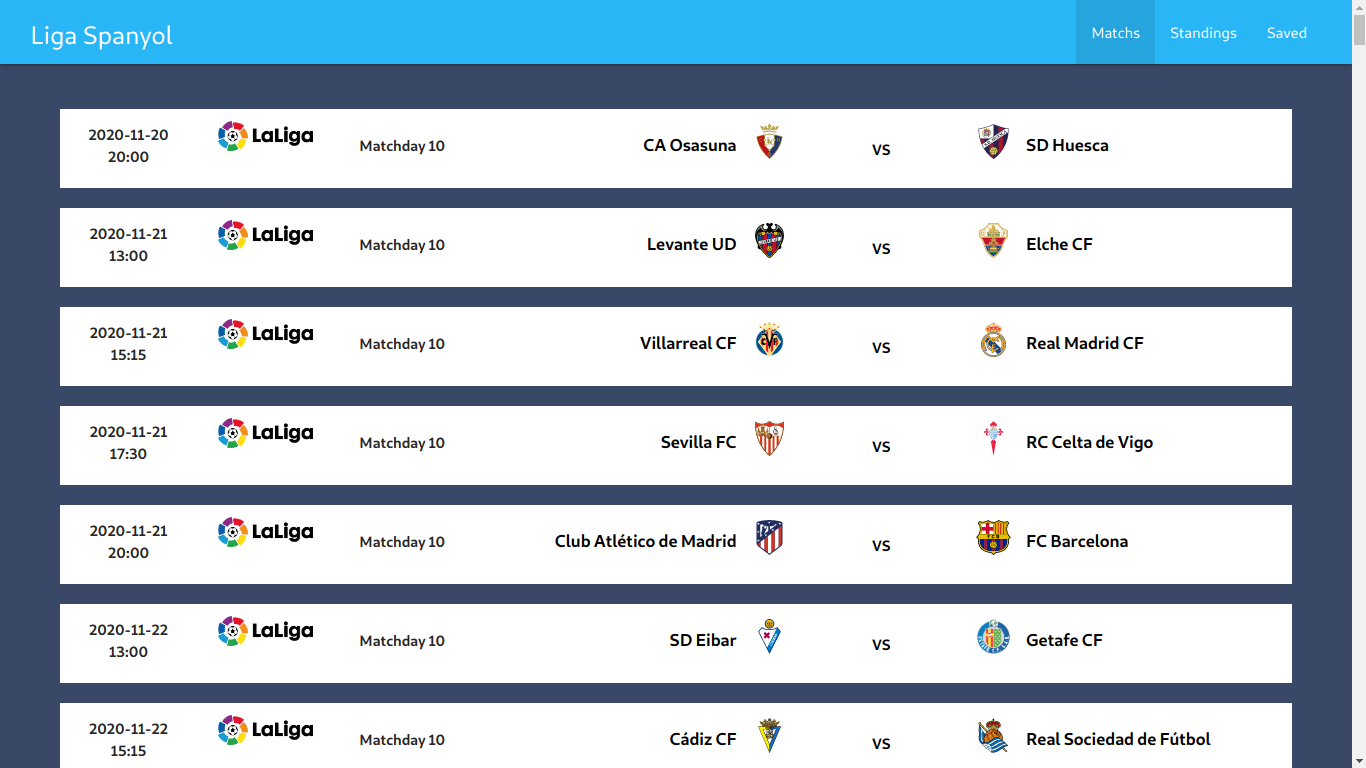 Liga Spanyol
Matchs Standings Saved
2020-11-20
20:00
LaLiga
Matchday 10
CA Osasuna
vs
SD Huesca
2020-11-21
13:00
LaLiga
Matchday 10
Levante UD
vs
Elche CF
2020-11-21
15:15
LaLiga
Matchday 10
Villarreal CF
vs
Real Madrid CF
2020-11-21
17:30
LaLiga
Matchday 10
Sevilla FC
vs
RC Celta de Vigo
2020-11-21
20:00
LaLiga
Matchday 10
Club Atlético de Madrid
vs
FC Barcelona
2020-11-22
13:00
LaLiga
Matchday 10
SD Eibar
vs
Getafe CF
2020-11-22
15:15
LaLiga
Matchday 10
Cádiz CF
vs
Real Sociedad de Fútbol